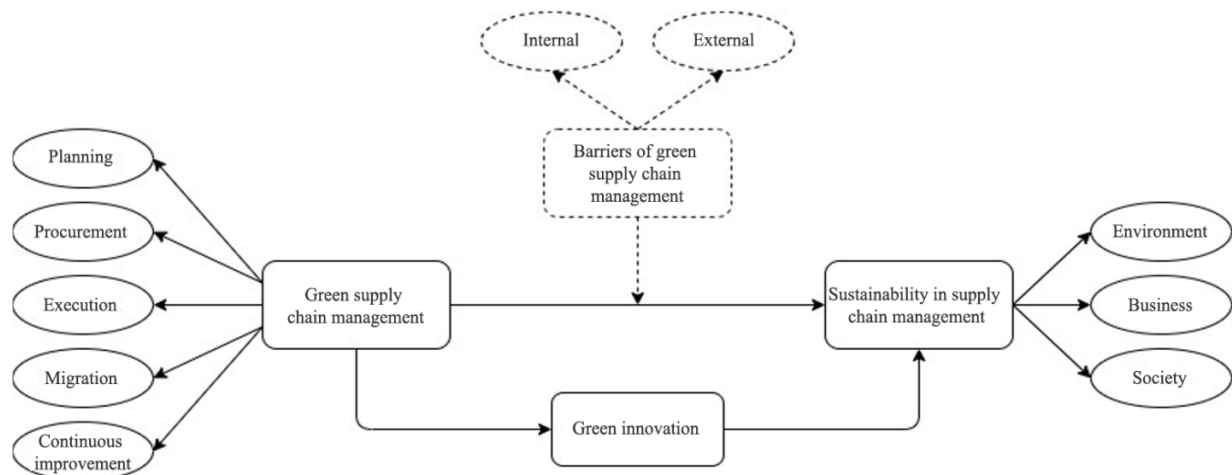 Internal
External
Barriers of green
supply chain
management
Planning
Procurement
Execution
Migration
Continuous
improvement
Green supply
chain management
Green innovation
Sustainability in supply
chain management
Environment
Business
Society